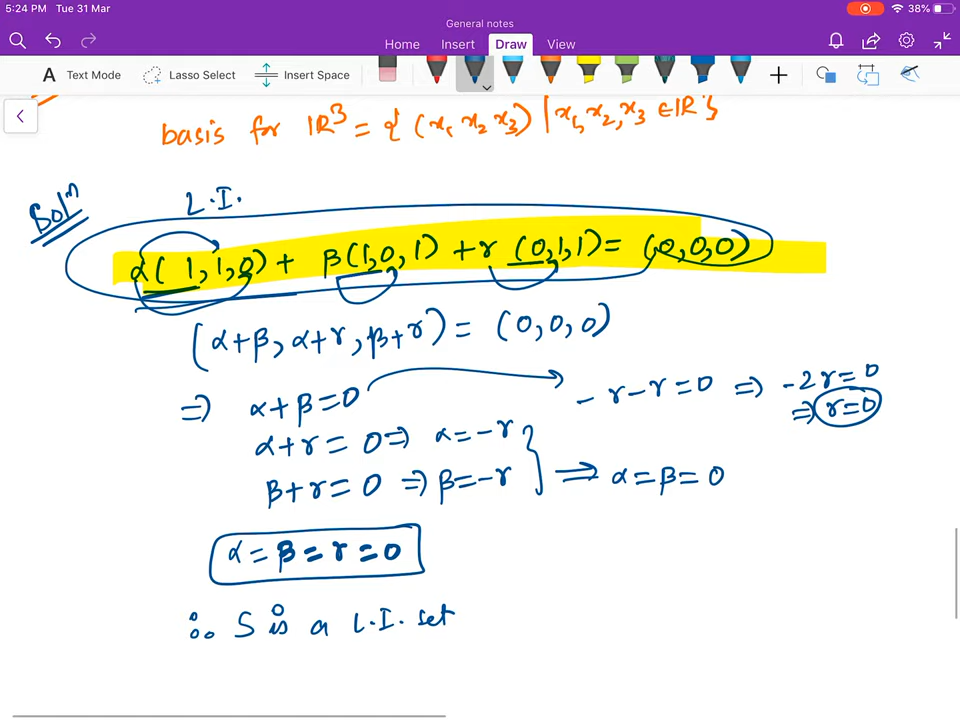 5:24 PM Tue 31 Mar
38%
General notes
Home Insert Draw View
A Text Mode Lasso Select Insert Space
basis for ℝ³ = { (x₁ x₂ x₃) | x₁, x₂, x₃ ∈ ℝ }
Solⁿ
L.I.
α(1,1,0) + β(1,0,1) + r(0,1,1) = (0,0,0)
(α+β, α+r, β+r) = (0,0,0)
⇒ α+β=0
-r-r=0 ⇒ -2r=0
⇒ r=0
α+r=0 ⇒ α=-r
β+r=0 ⇒ β=-r
⇒ α=β=0
α=β=r=0
∴ S is a L.I. set